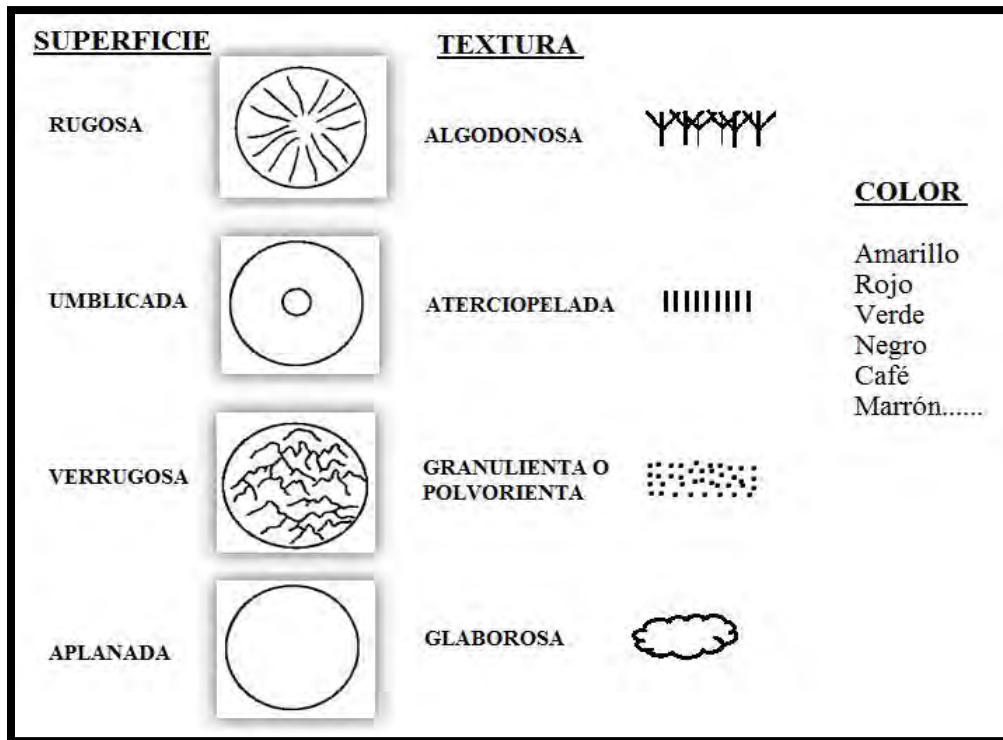 SUPERFICIE
RUGOSA
UMBLICADA
VERRUGOSA
APLANADA
TEXTURA
ALGODONOSA
ATERCIOPELADA
GRANULIENTA O
POLVORIENTA
GLABOROSA
COLOR
Amarillo
Rojo
Verde
Negro
Café
Marrón......